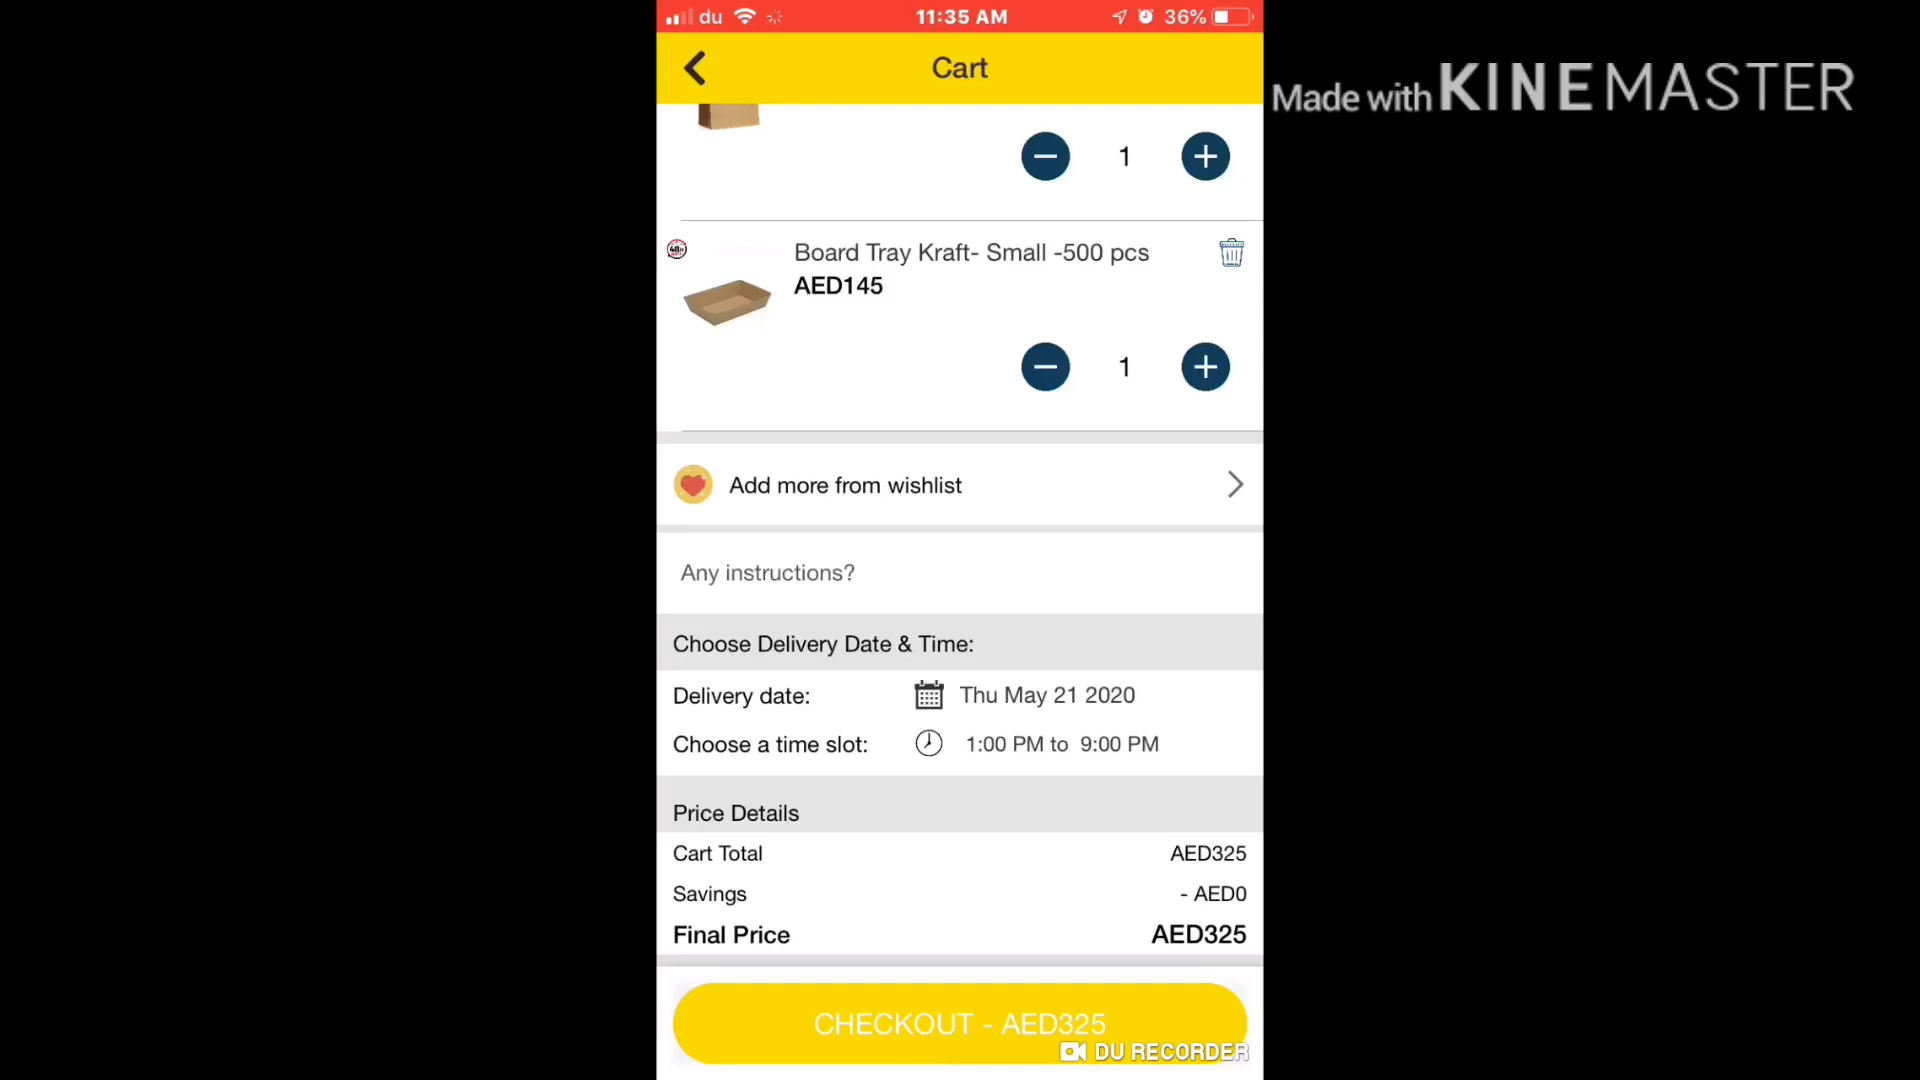 du
11:35 AM
36%
Cart
Made with KINEMASTER
1
Board Tray Kraft- Small -500 pcs
AED145
1
Add more from wishlist
Any instructions?
Choose Delivery Date & Time:
Delivery date: Thu May 21 2020
Choose a time slot: 1:00 PM to 9:00 PM
Price Details
Cart Total AED325
Savings - AED0
Final Price AED325
CHECKOUT - AED325
DU RECORDER